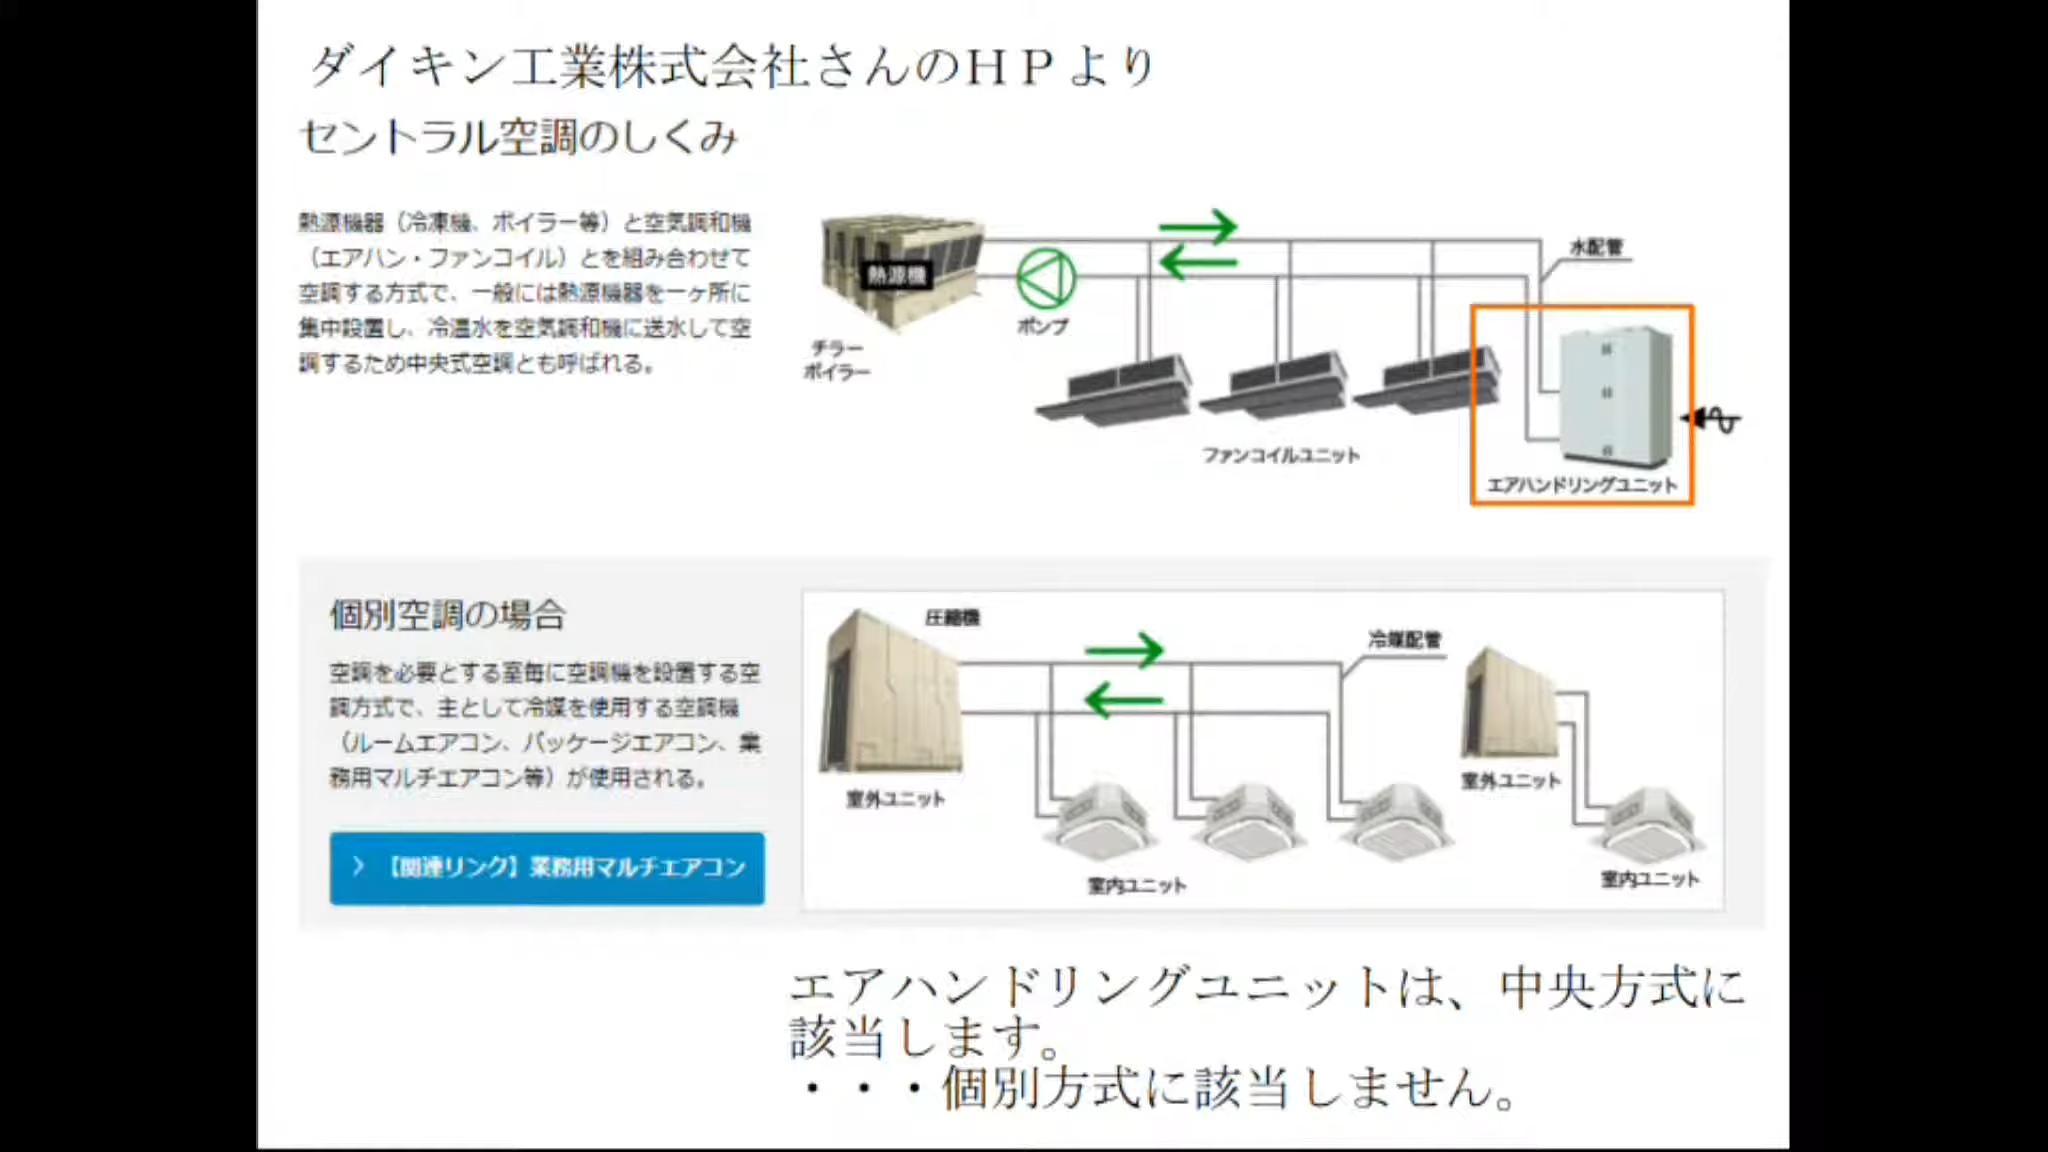 ダイキン工業株式会社さんのＨＰより
セントラル空調のしくみ
熱源機器（冷凍機、ボイラー等）と空気調和機
（エアハン・ファンコイル）とを組み合わせて
空調する方式で、一般には熱源機器を一ヶ所に
集中設置し、冷温水を空気調和機に送水して空
調するため中央式空調とも呼ばれる。
熱源機
チラー
ボイラー
ポンプ
水配管
ファンコイルユニット
エアハンドリングユニット
個別空調の場合
空調を必要とする室毎に空調機を設置する空
調方式で、主として冷媒を使用する空調機
（ルームエアコン、パッケージエアコン、業
務用マルチエアコン等）が使用される。
【関連リンク】業務用マルチエアコン
圧縮機
冷媒配管
室外ユニット
室内ユニット
室外ユニット
室内ユニット
エアハンドリングユニットは、中央方式に
該当します。
・・・個別方式に該当しません。